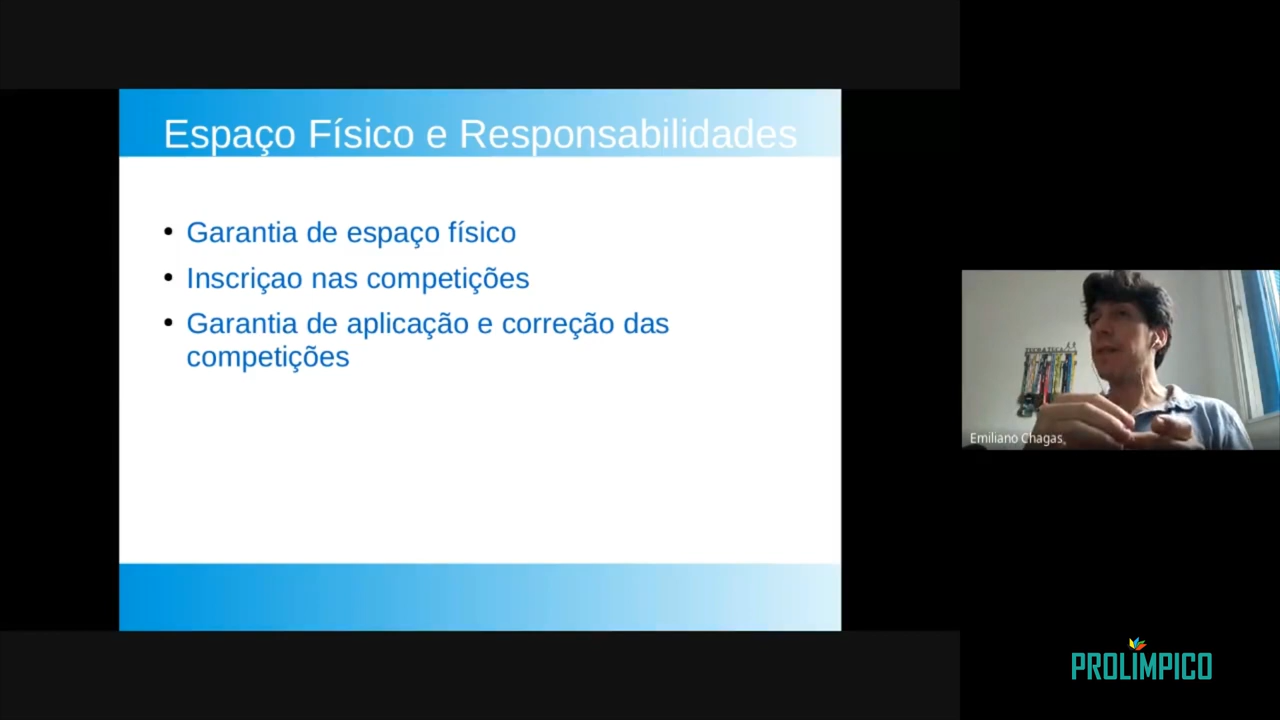 Espaço Físico e Responsabilidades
Garantia de espaço físico
Inscriçao nas competições
Garantia de aplicação e correção das
competições
Emiliano Chagas
PROLIMPICO